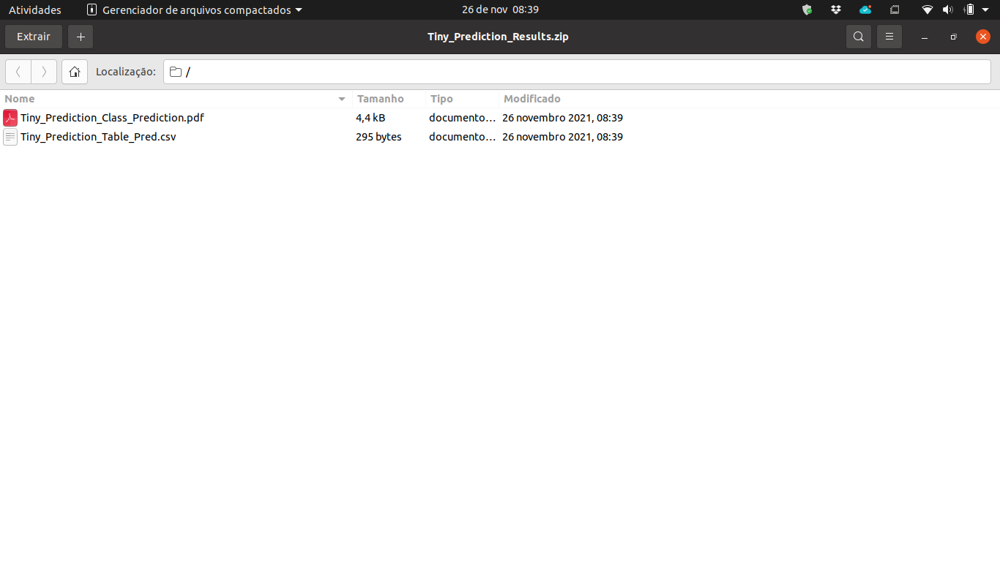 Atividades Gerenciador de arquivos compactados 26 de nov 08:39
Extrair Tiny_Prediction_Results.zip
Localização: /
Nome Tamanho Tipo Modificado
Tiny_Prediction_Class_Prediction.pdf 4,4 kB documento… 26 novembro 2021, 08:39
Tiny_Prediction_Table_Pred.csv 295 bytes documento… 26 novembro 2021, 08:39